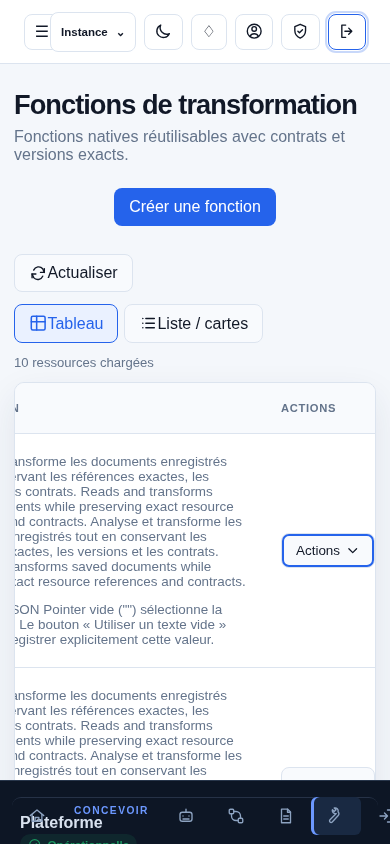 Instance
Fonctions de transformation
Fonctions natives réutilisables avec contrats et
versions exacts.
Créer une fonction
Actualiser
Tableau
Liste / cartes
10 ressources chargées
N
ACTIONS
ansforme les documents enregistrés
ervant les références exactes, les
s contrats. Reads and transforms
ents while preserving exact resource
nd contracts. Analyse et transforme les
nregistrés tout en conservant les
xactes, les versions et les contrats.
ansforms saved documents while
xact resource references and contracts.
SON Pointer vide ("") sélectionne la
. Le bouton « Utiliser un texte vide »
egistrer explicitement cette valeur.
Actions
ansforme les documents enregistrés
ervant les références exactes, les
s contrats. Reads and transforms
ents while preserving exact resource
nd contracts. Analyse et transforme les
nregistrés tout en conservant les
CONCEVOIR
Plateforme
Opérationnelle